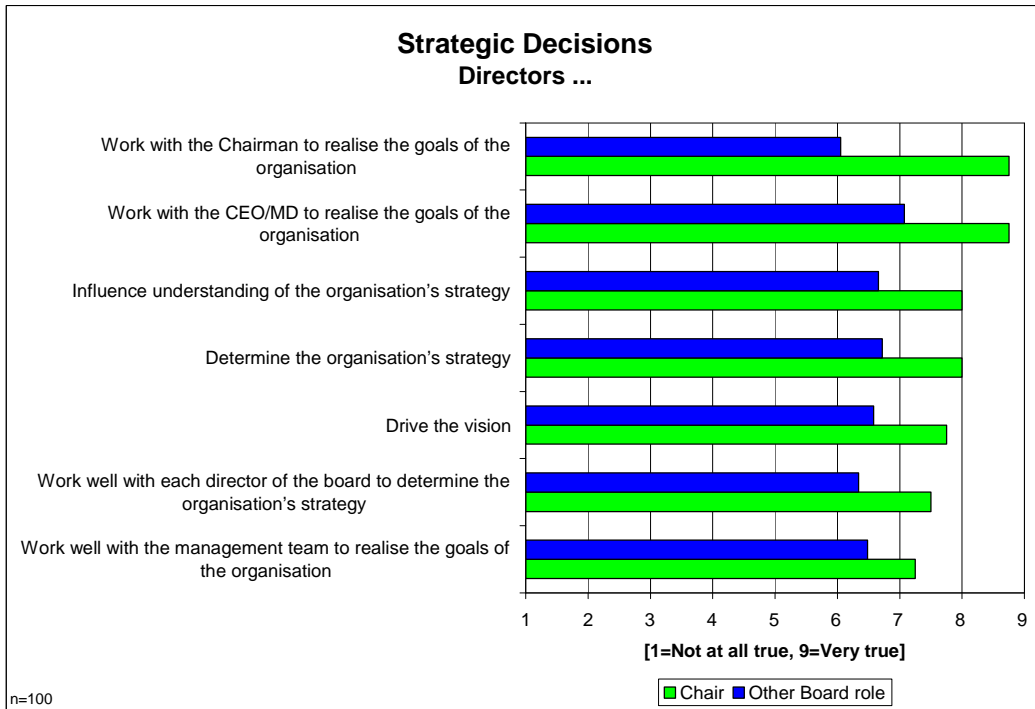 Strategic Decisions
Directors ...
Work with the Chairman to realise the goals of the
organisation
Work with the CEO/MD to realise the goals of the
organisation
Influence understanding of the organisation’s strategy
Determine the organisation’s strategy
Drive the vision
Work well with each director of the board to determine the
organisation’s strategy
Work well with the management team to realise the goals of
the organisation
1 2 3 4 5 6 7 8 9
[1=Not at all true, 9=Very true]
Chair Other Board role
n=100